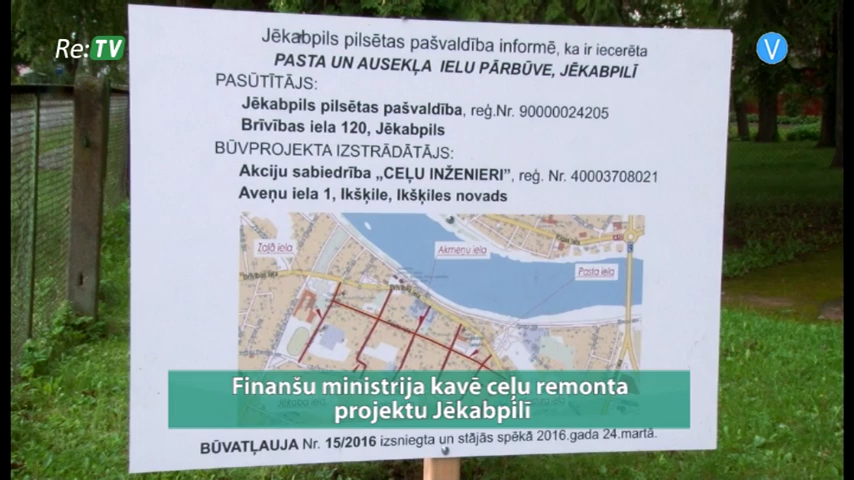 Re:TV
V
Jēkabpils pilsētas pašvaldība informē, ka ir iecerēta
PASTA UN AUSEKĻA IELU PĀRBŪVE, JĒKABPILĪ
PASŪTĪTĀJS:
Jēkabpils pilsētas pašvaldība, reģ.Nr. 90000024205
Brīvības iela 120, Jēkabpils
BŪVPROJEKTA IZSTRĀDĀTĀJS:
Akciju sabiedrība „CEĻU INŽENIERI”, reģ. Nr. 40003708021
Aveņu iela 1, Ikšķile, Ikšķiles novads
Zaļā iela
Akmeņu iela
Pasta iela
Finanšu ministrija kavē ceļu remonta
projektu Jēkabpilī
BŪVATĻAUJA Nr. 15/2016 izsniegta un stājās spēkā 2016.gada 24.martā.